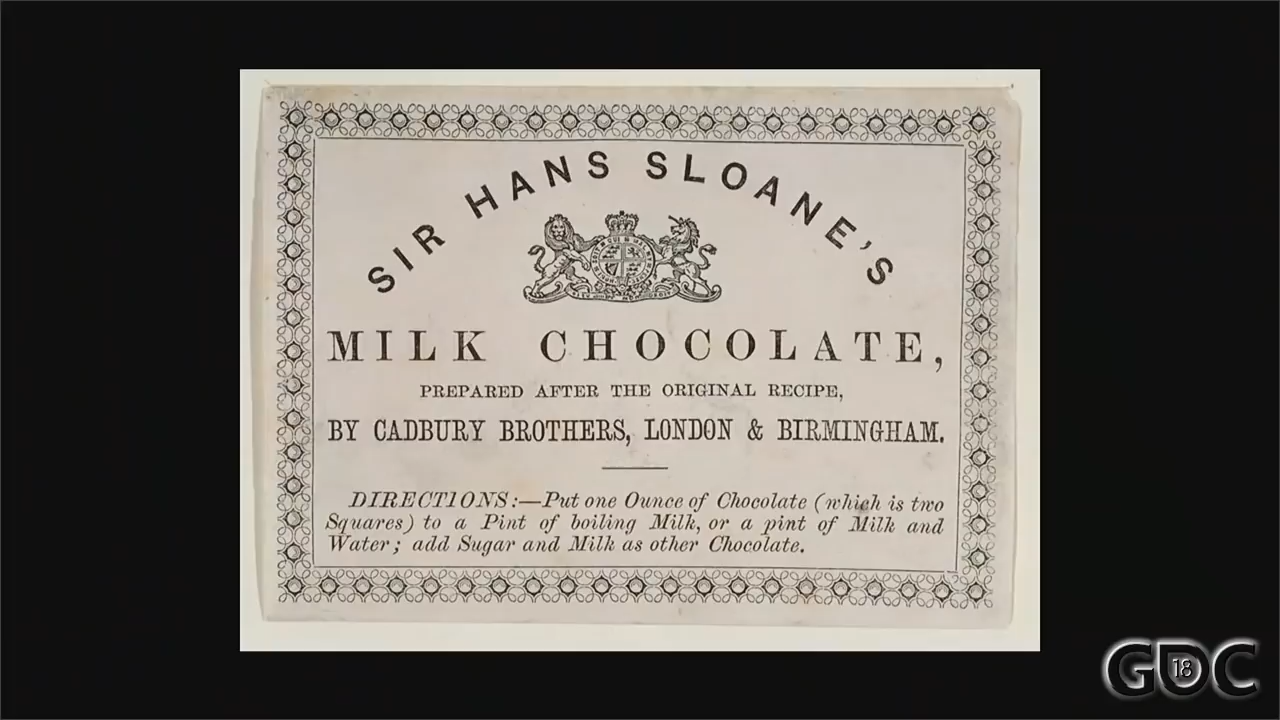 SIR HANS SLOANE'S
MILK CHOCOLATE,
PREPARED AFTER THE ORIGINAL RECIPE,
BY CADBURY BROTHERS, LONDON & BIRMINGHAM.
DIRECTIONS:—Put one Ounce of Chocolate (which is two
Squares) to a Pint of boiling Milk, or a pint of Milk and
Water; add Sugar and Milk as other Chocolate.
GDC
18